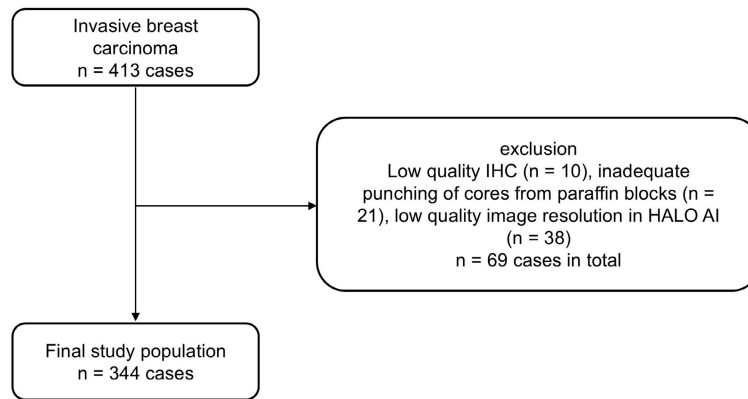 Invasive breast
carcinoma
n = 413 cases
exclusion
Low quality IHC (n = 10), inadequate
punching of cores from paraffin blocks (n =
21), low quality image resolution in HALO AI
(n = 38)
n = 69 cases in total
Final study population
n = 344 cases